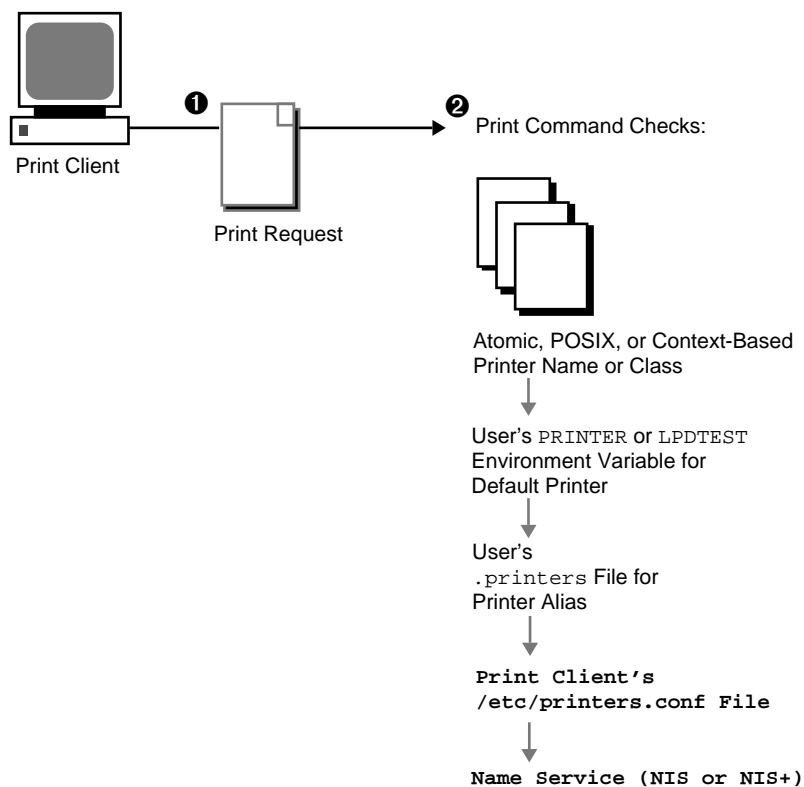 ❶
❷
Print Command Checks:
Print Client
Print Request
Atomic, POSIX, or Context-Based
Printer Name or Class
User's PRINTER or LPDTEST
Environment Variable for
Default Printer
User's
.printers File for
Printer Alias
Print Client's
/etc/printers.conf File
Name Service (NIS or NIS+)